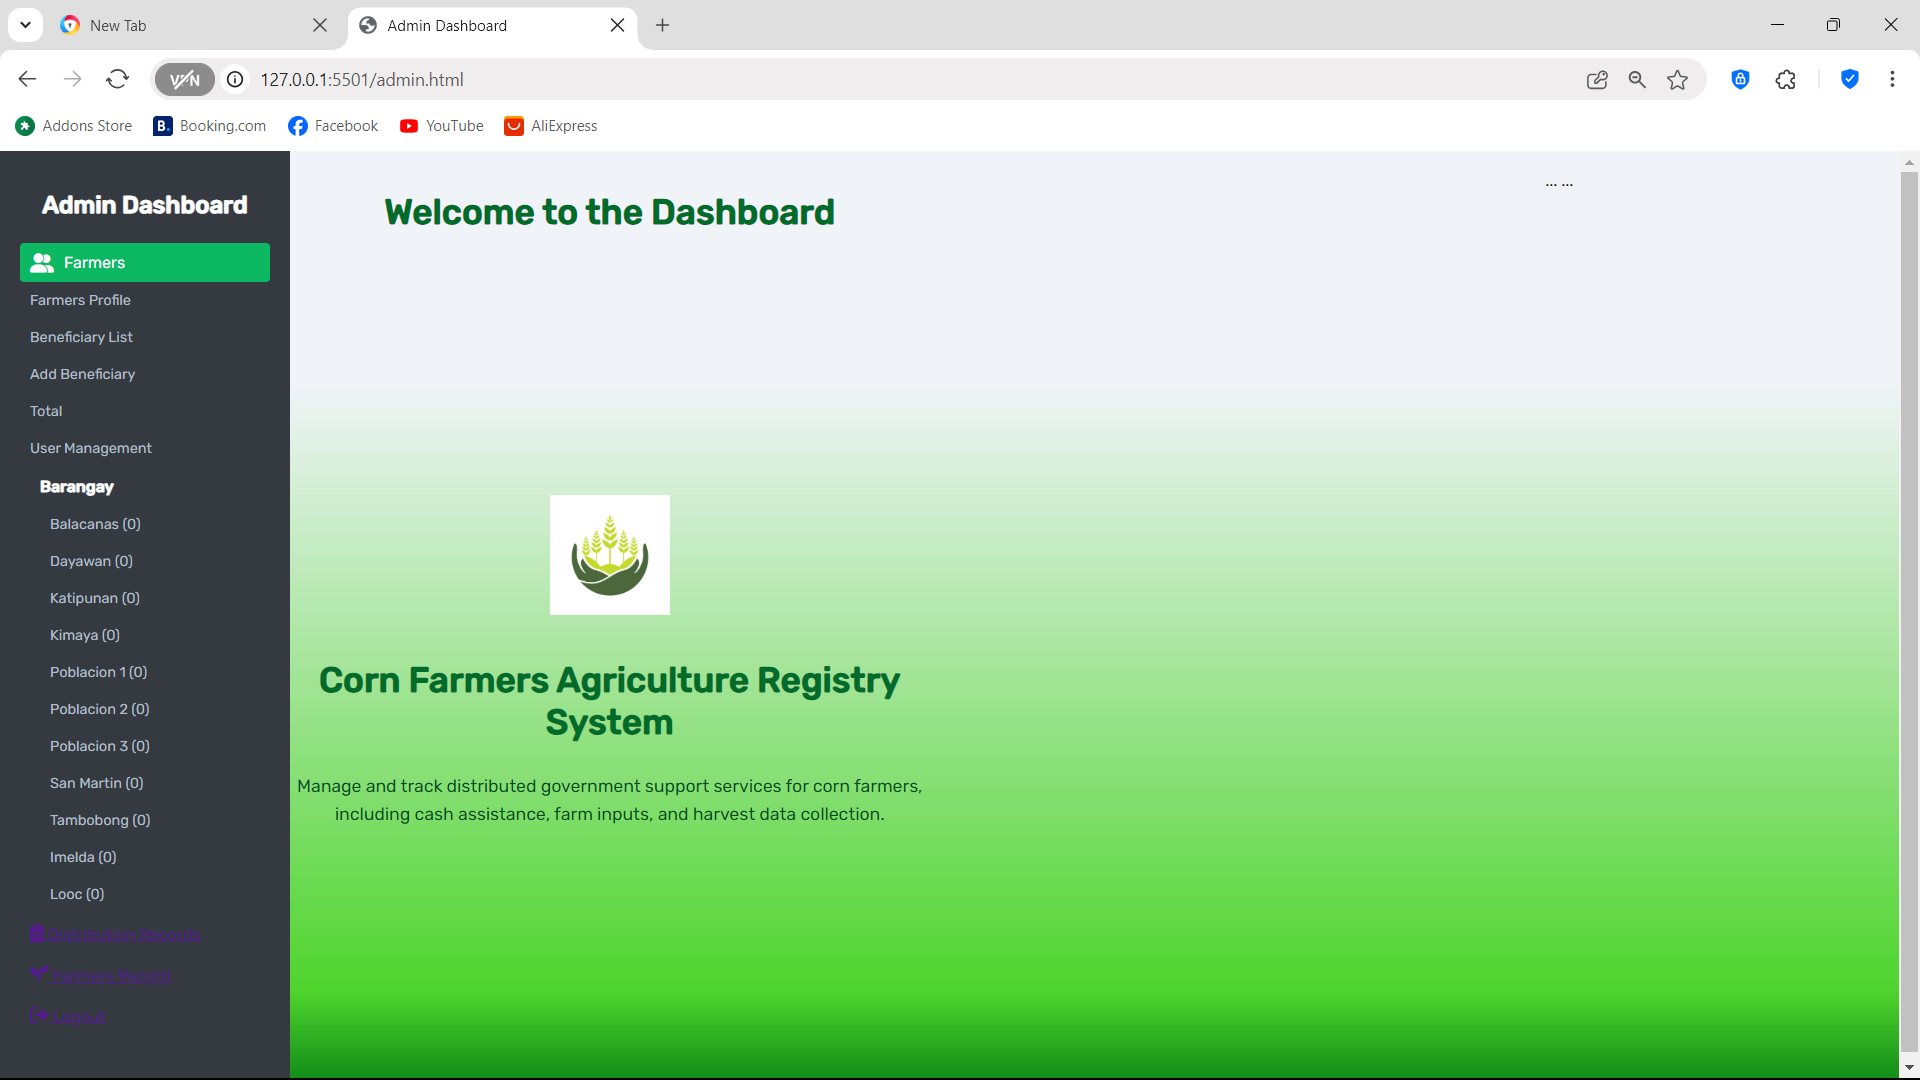 New Tab
Admin Dashboard
VPN
127.0.0.1:5501/admin.html
Addons Store
B. Booking.com
Facebook
YouTube
AliExpress
Admin Dashboard
Farmers
Farmers Profile
Beneficiary List
Add Beneficiary
Total
User Management
Barangay
Balacanas (0)
Dayawan (0)
Katipunan (0)
Kimaya (0)
Poblacion 1 (0)
Poblacion 2 (0)
Poblacion 3 (0)
San Martin (0)
Tambobong (0)
Imelda (0)
Looc (0)
Distribution Records
Farmers Record
Logout
Welcome to the Dashboard
... ...
Corn Farmers Agriculture Registry
System
Manage and track distributed government support services for corn farmers,
including cash assistance, farm inputs, and harvest data collection.